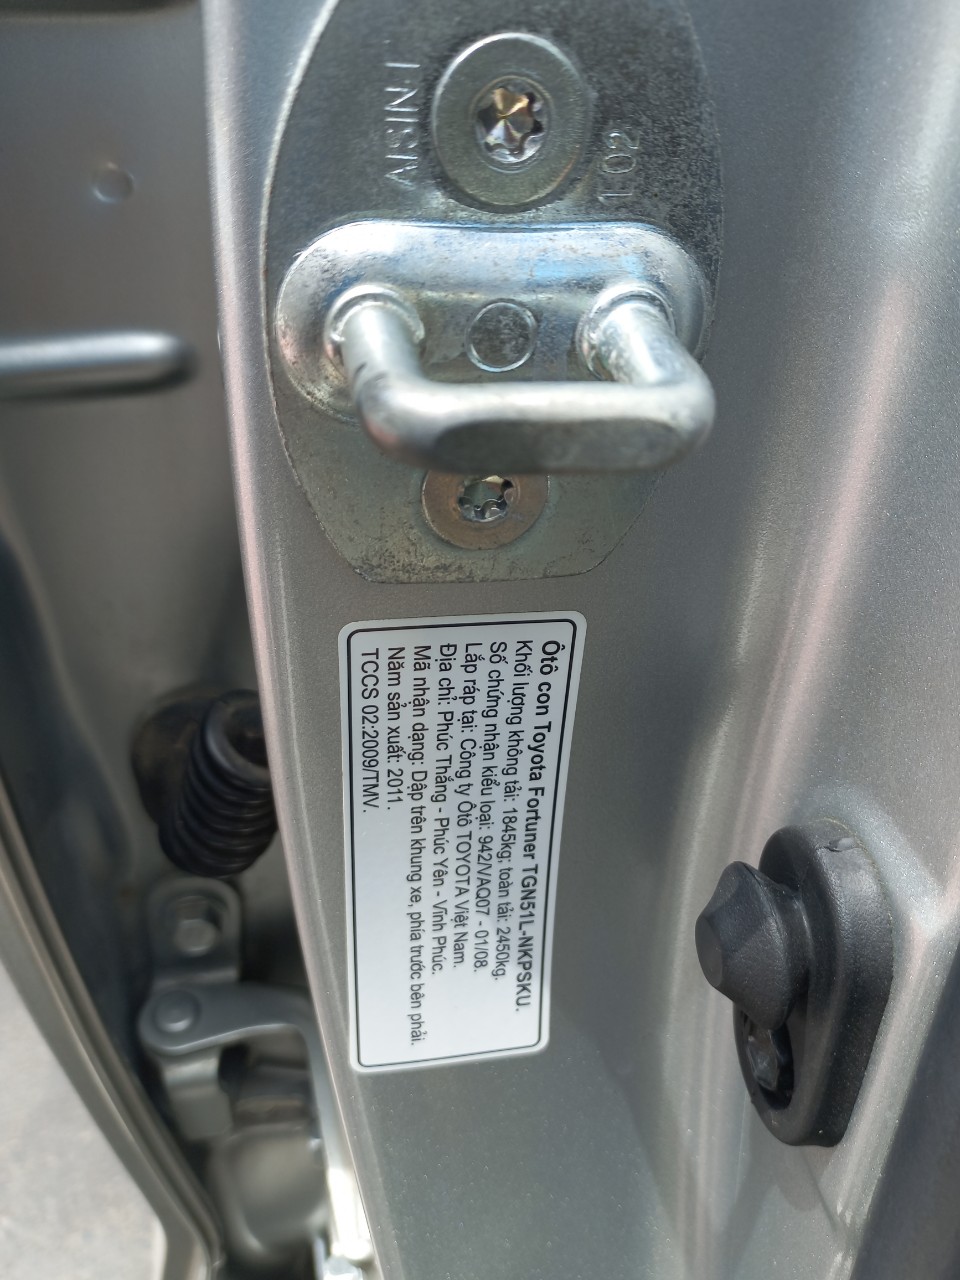 AISIN 1
1 02
Ôtô con Toyota Fortuner TGN51L-NKPSKU.
Khối lượng không tải: 1845kg; toàn tải: 2450kg.
Số chứng nhận kiểu loại: 942/VAQ07 - 01/08.
Lắp ráp tại: Công ty Ôtô TOYOTA Việt Nam.
Địa chỉ: Phúc Thắng - Phúc Yên - Vĩnh Phúc.
Mã nhận dạng: Dập trên khung xe, phía trước bên phải.
Năm sản xuất: 2011.
TCCS 02:2009/TMV.